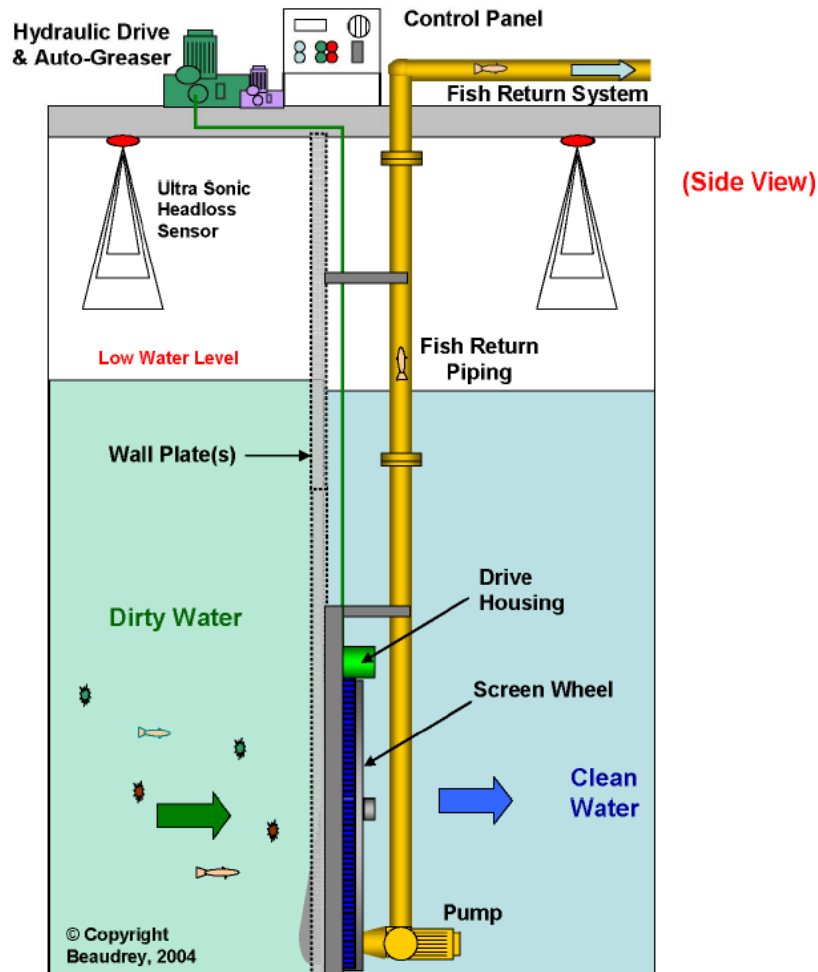 Hydraulic Drive
& Auto-Greaser
Control Panel
Fish Return System
(Side View)
Ultra Sonic
Headloss
Sensor
Low Water Level
Fish Return
Piping
Wall Plate(s)
Drive
Housing
Dirty Water
Screen Wheel
Clean
Water
Pump
© Copyright
Beaudrey, 2004